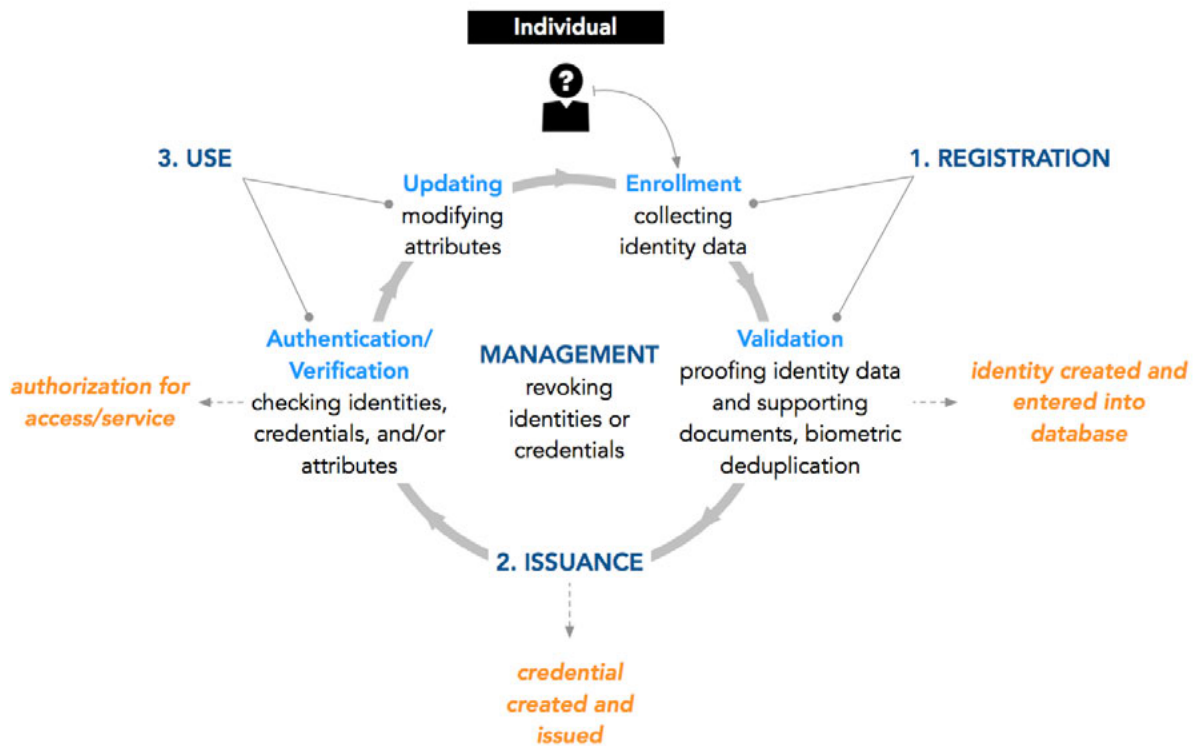 Individual
?
3. USE
1. REGISTRATION
Updating
modifying
attributes
Enrollment
collecting
identity data
Authentication/
Verification
checking identities,
credentials, and/or
attributes
authorization for
access/service
MANAGEMENT
revoking
identities or
credentials
Validation
proofing identity data
and supporting
documents, biometric
deduplication
identity created and
entered into
database
2. ISSUANCE
credential
created and
issued